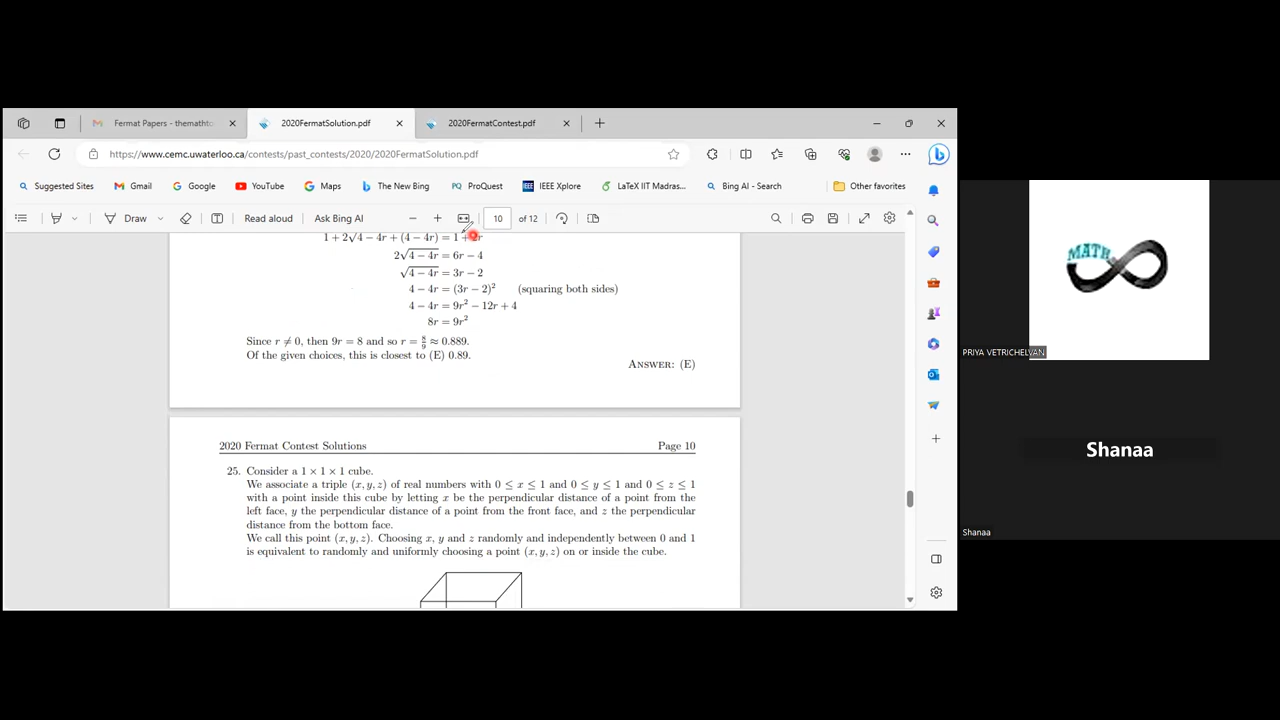 Fermat Papers - themathto
2020FermatSolution.pdf
2020FermatContest.pdf
https://www.cemc.uwaterloo.ca/contests/past_contests/2020/2020FermatSolution.pdf
Suggested Sites
Gmail
Google
YouTube
Maps
The New Bing
PQ ProQuest
IEEE IEEE Xplore
LaTeX IIT Madras...
Bing AI - Search
Other favorites
Draw
Read aloud
Ask Bing AI
10 of 12
1 + 2√4 − 4r + (4 − 4r) = 1 +
2√4 − 4r = 6r − 4
√4 − 4r = 3r − 2
4 − 4r = (3r − 2)² (squaring both sides)
4 − 4r = 9r² − 12r + 4
8r = 9r²
Since r ≠ 0, then 9r = 8 and so r = 8/9 ≈ 0.889.
Of the given choices, this is closest to (E) 0.89.
ANSWER: (E)
2020 Fermat Contest Solutions Page 10
25. Consider a 1 × 1 × 1 cube.
We associate a triple (x, y, z) of real numbers with 0 ≤ x ≤ 1 and 0 ≤ y ≤ 1 and 0 ≤ z ≤ 1
with a point inside this cube by letting x be the perpendicular distance of a point from the
left face, y the perpendicular distance of a point from the front face, and z the perpendicular
distance from the bottom face.
We call this point (x, y, z). Choosing x, y and z randomly and independently between 0 and 1
is equivalent to randomly and uniformly choosing a point (x, y, z) on or inside the cube.
MATH
PRIYA VETRICHELVAN
Shanaa
Shanaa